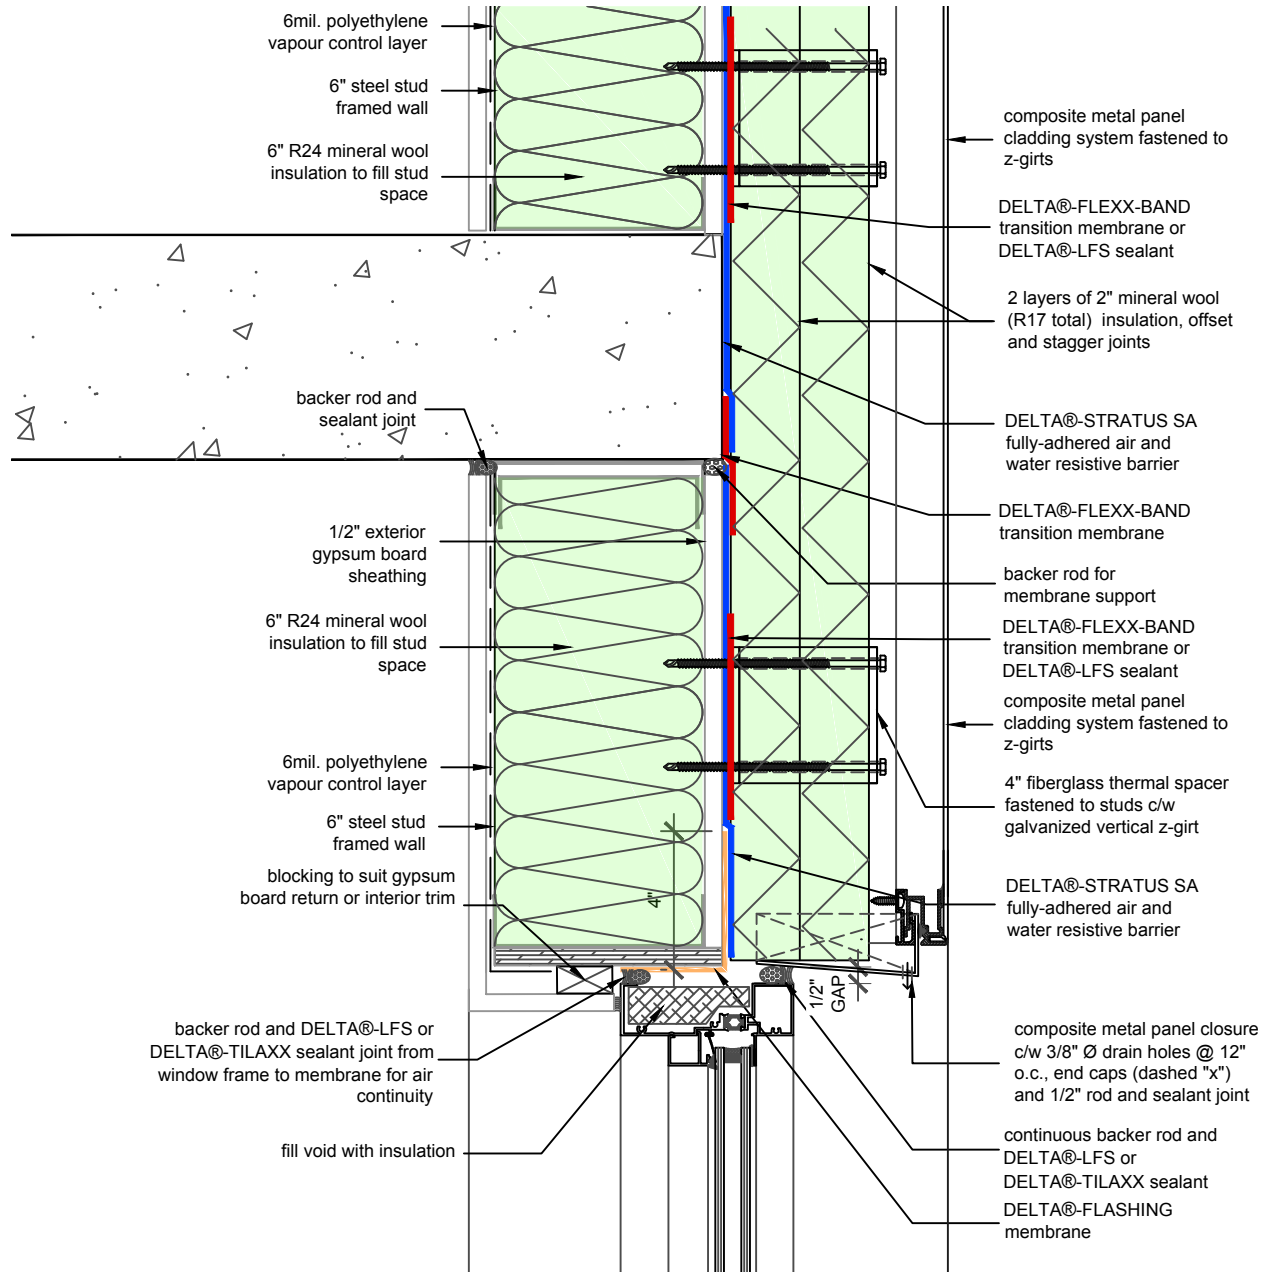 6mil. polyethylene
vapour control layer
6" steel stud
framed wall
6" R24 mineral wool
insulation to fill stud
space
backer rod and
sealant joint
1/2" exterior
gypsum board
sheathing
6" R24 mineral wool
insulation to fill stud
space
6mil. polyethylene
vapour control layer
6" steel stud
framed wall
blocking to suit gypsum
board return or interior trim
backer rod and DELTA®-LFS or
DELTA®-TILAXX sealant joint from
window frame to membrane for air
continuity
fill void with insulation
4"
1/2"
GAP
composite metal panel
cladding system fastened to
z-girts
DELTA®-FLEXX-BAND
transition membrane or
DELTA®-LFS sealant
2 layers of 2" mineral wool
(R17 total) insulation, offset
and stagger joints
DELTA®-STRATUS SA
fully-adhered air and
water resistive barrier
DELTA®-FLEXX-BAND
transition membrane
backer rod for
membrane support
DELTA®-FLEXX-BAND
transition membrane or
DELTA®-LFS sealant
composite metal panel
cladding system fastened to
z-girts
4" fiberglass thermal spacer
fastened to studs c/w
galvanized vertical z-girt
DELTA®-STRATUS SA
fully-adhered air and
water resistive barrier
composite metal panel closure
c/w 3/8" Ø drain holes @ 12"
o.c., end caps (dashed "x")
and 1/2" rod and sealant joint
continuous backer rod and
DELTA®-LFS or
DELTA®-TILAXX sealant
DELTA®-FLASHING
membrane